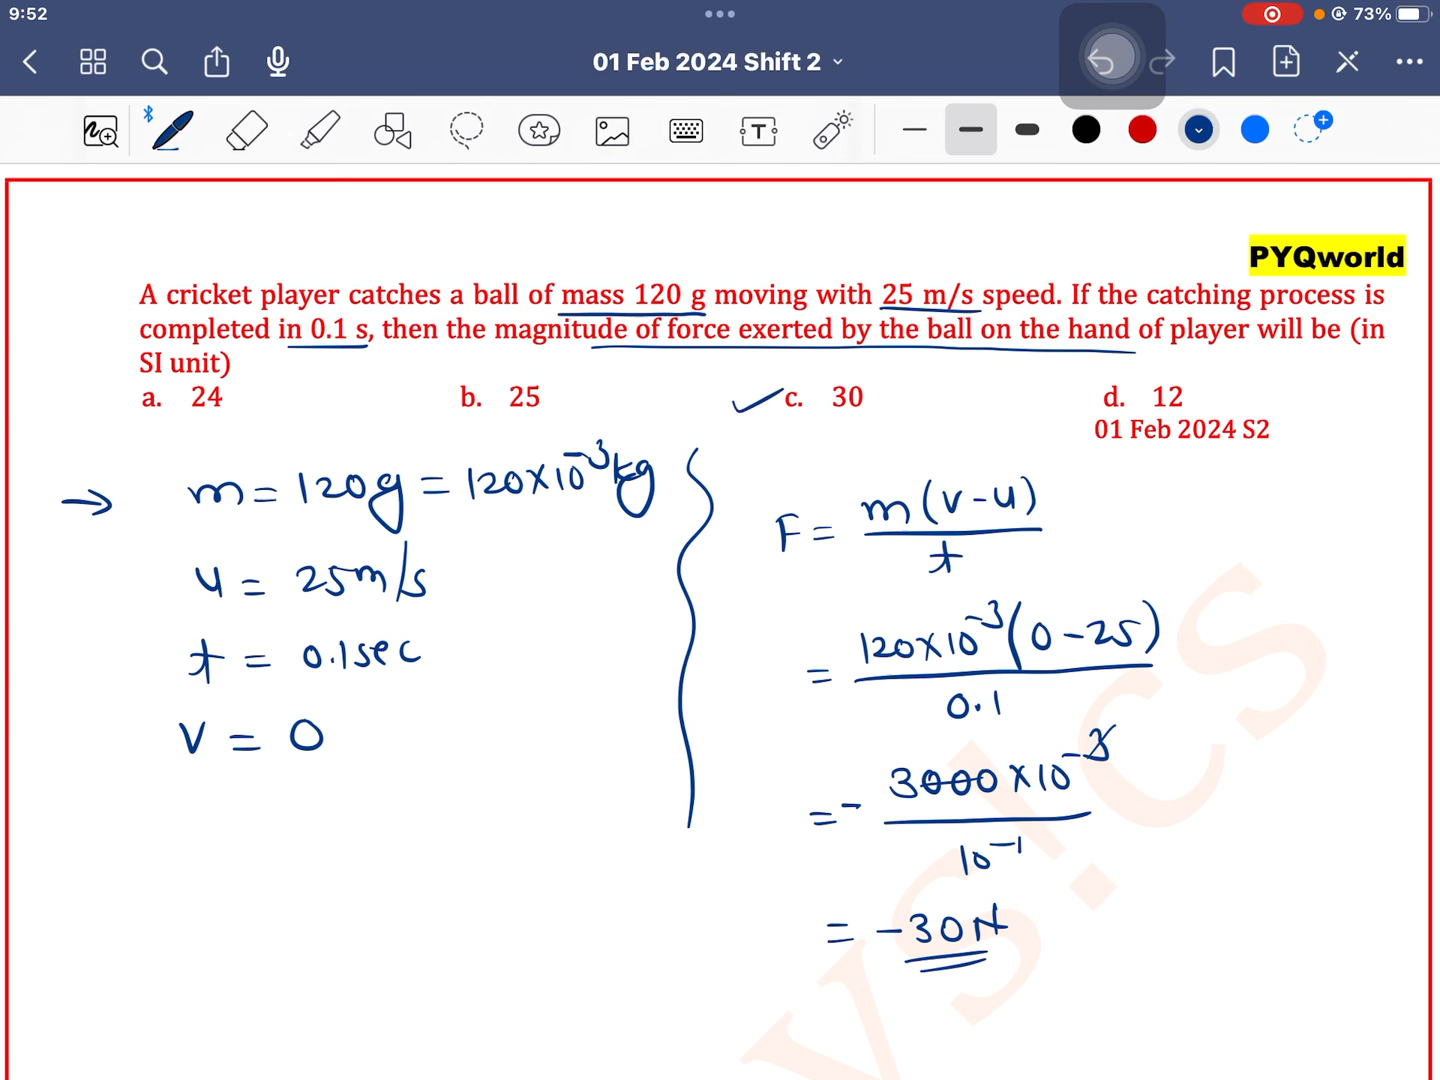 9:52
73%
01 Feb 2024 Shift 2
T
PYQworld
A cricket player catches a ball of mass 120 g moving with 25 m/s speed. If the catching process is
completed in 0.1 s, then the magnitude of force exerted by the ball on the hand of player will be (in
SI unit)
a. 24 b. 25 c. 30 d. 12
01 Feb 2024 S2
→ m = 120g = 120×10⁻³kg
u = 25m/s
t = 0.1sec
v = 0
F = m(v-u)
t
= 120×10⁻³(0-25)
0.1
= - 3000×10⁻³
10⁻¹
= -30N
vs!cs